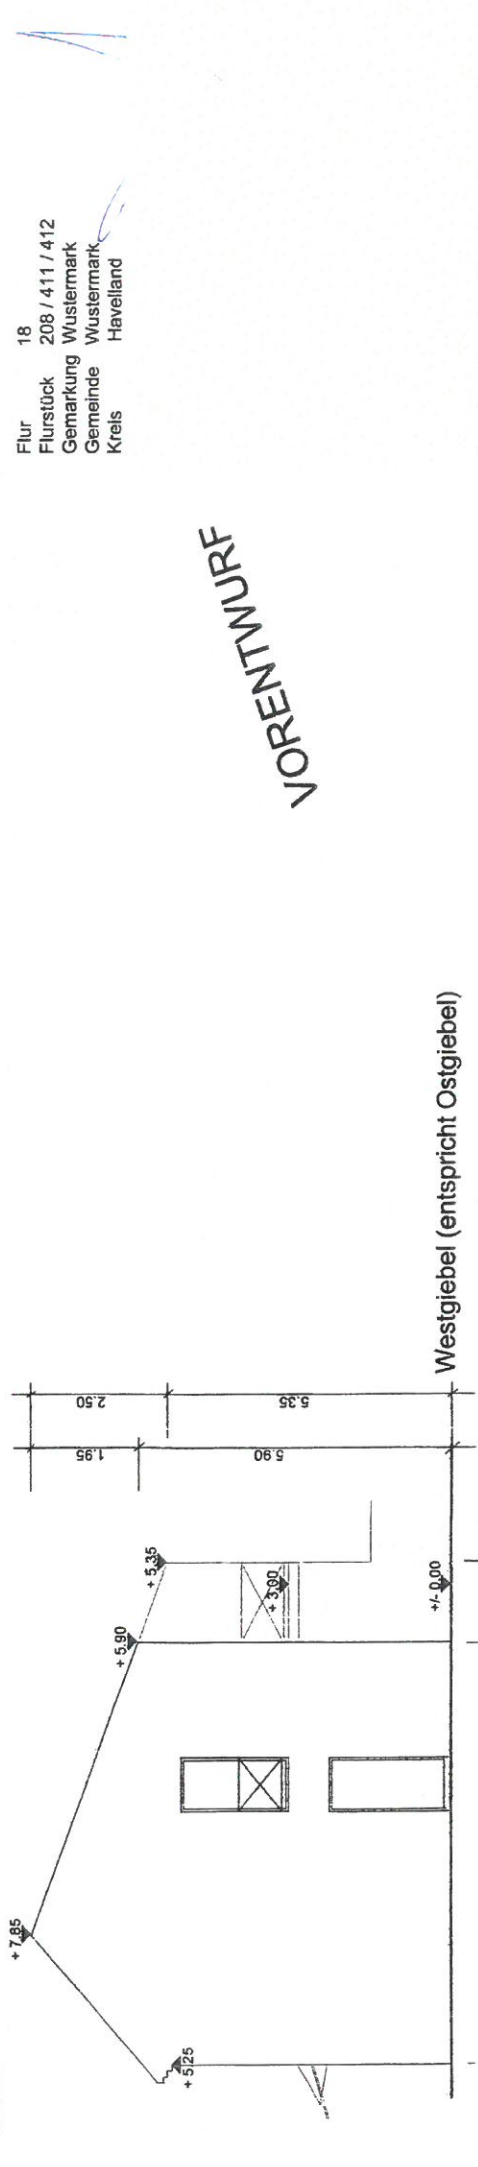 Flur 18
Flurstück 208 / 411 / 412
Gemarkung Wustermark
Gemeinde Wustermark
Kreis Havelland
VORENTWURF
+ 7.85
+ 5.90
+ 5.35
+ 5.25
+ 3.00
+/- 0.00
1.95
2.50
5.90
5.35
Westgiebel (entspricht Ostgiebel)